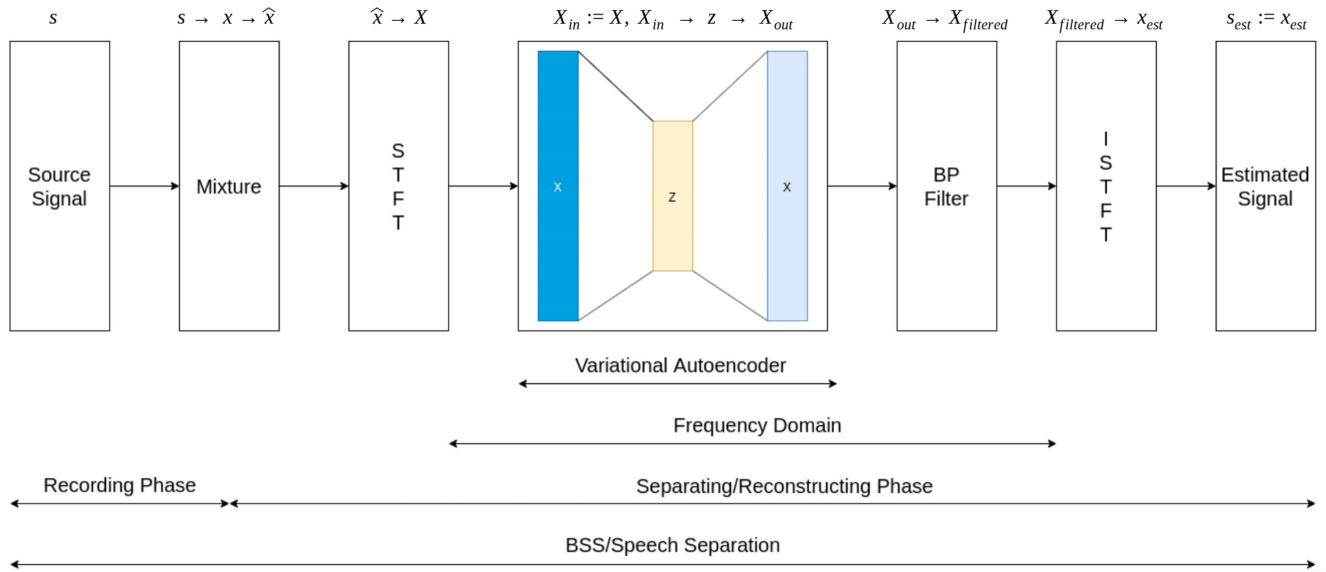 s
s → x → x̂
x̂ → X
X_in := X, X_in → z → X_out
X_out → X_filtered
X_filtered → x_est
s_est := x_est
Source
Signal
Mixture
S
T
F
T
x
z
x
BP
Filter
I
S
T
F
T
Estimated
Signal
Variational Autoencoder
Frequency Domain
Recording Phase
Separating/Reconstructing Phase
BSS/Speech Separation